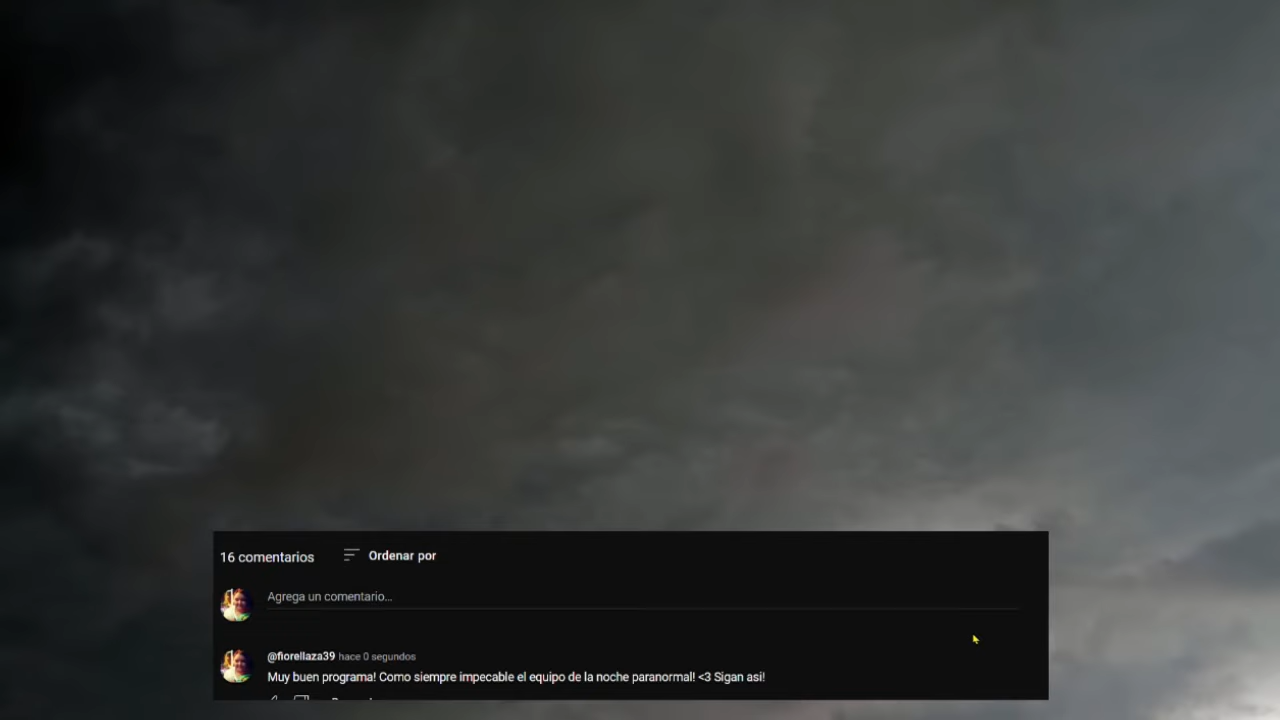 16 comentarios
Ordenar por
Agrega un comentario...
@fiorellaza39 hace 0 segundos
Muy buen programa! Como siempre impecable el equipo de la noche paranormal! <3 Sigan asi!